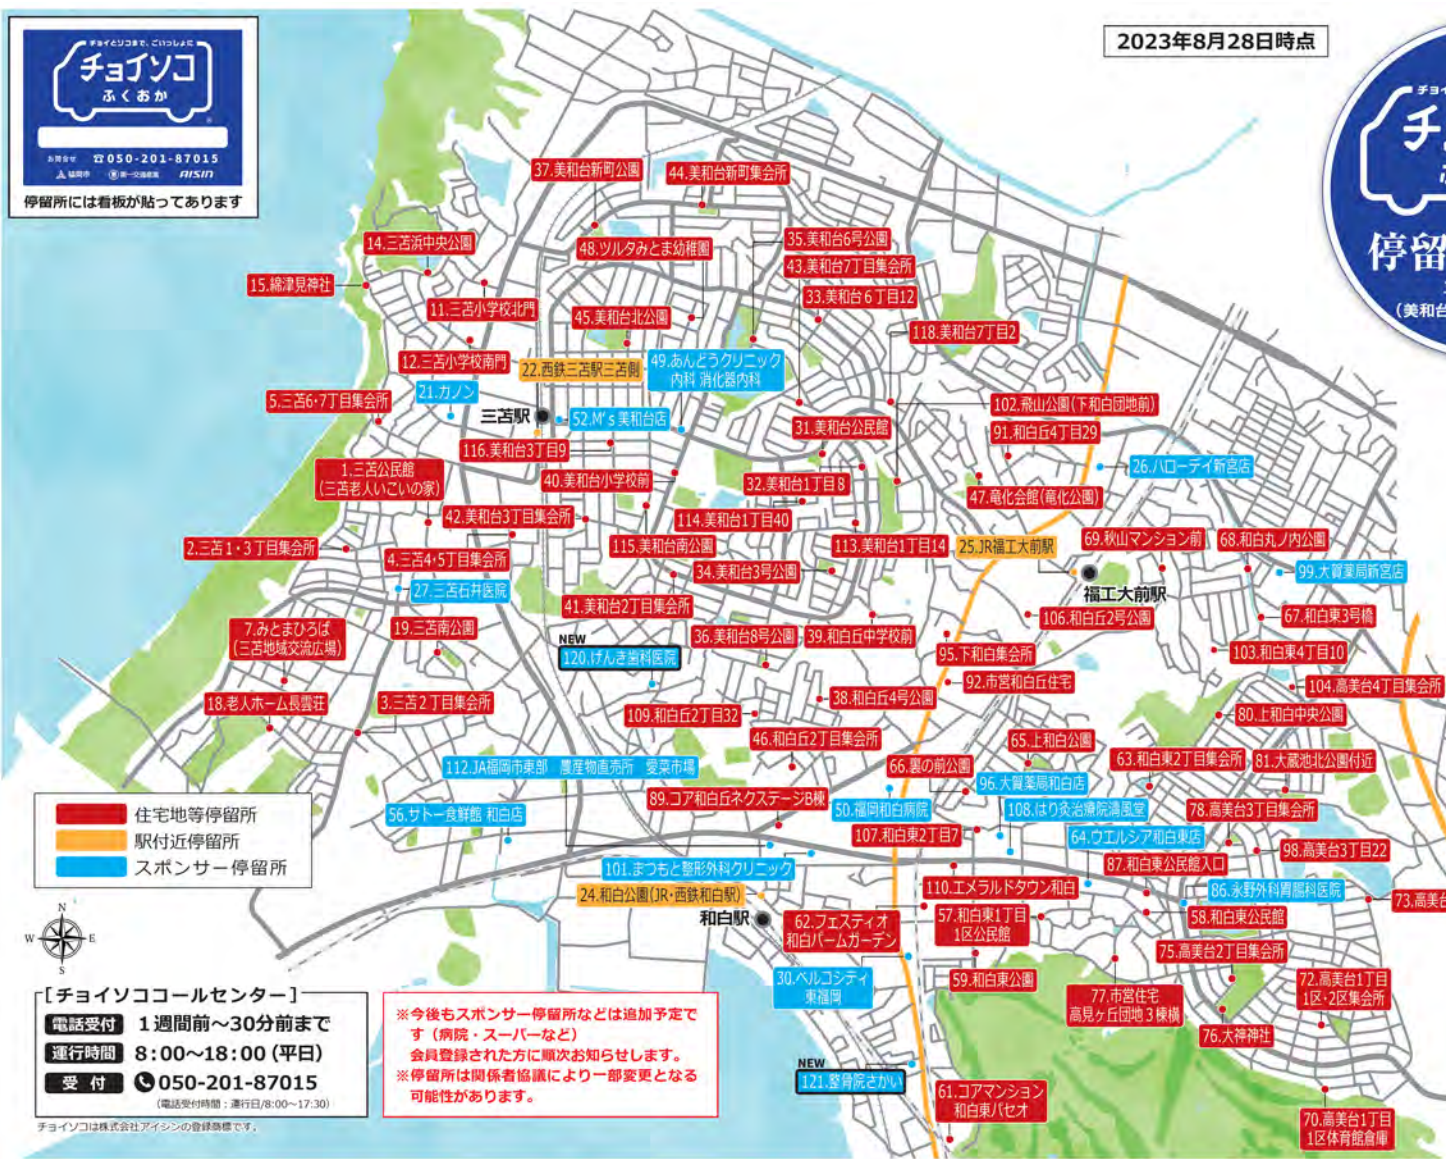 2023年8月28日時点
チョイとソコまで、ごいっしょに
チョイソコ
ふくおか
お問合せ ☎050-201-87015
福岡市 第一交通産業 AISIN
停留所には看板が貼ってあります
停留
(美和台
37.美和台新町公園
44.美和台新町集会所
14.三苫浜中央公園
48.ツルタみとま幼稚園
35.美和台6号公園
43.美和台7丁目集会所
15.綿津見神社
33.美和台6丁目12
11.三苫小学校北門
45.美和台北公園
118.美和台7丁目2
12.三苫小学校南門
22.西鉄三苫駅三苫側
49.あんどうクリニック
内科 消化器内科
21.ガノン
5.三苫6・7丁目集会所
三苫駅
52.M's 美和台店
102.飛山公園(下和白団地前)
31.美和台公民館
91.和白丘4丁目29
116.美和台3丁目9
1.三苫公民館
(三苫老人いこいの家)
26.ハローデイ新宮店
40.美和台小学校前
32.美和台1丁目8
47.竜化会館(竜化公園)
42.美和台3丁目集会所
114.美和台1丁目40
2.三苫1・3丁目集会所
4.三苫4・5丁目集会所
115.美和台南公園
113.美和台1丁目14
25.JR福工大前駅
69.秋山マンション前
68.和白丸ノ内公園
34.美和台3号公園
99.大賀薬局新宮店
27.三苫石井医院
福工大前駅
41.美和台2丁目集会所
106.和白丘2号公園
67.和白東3号橋
7.みとまひろば
(三苫地域交流広場)
19.三苫南公園
36.美和台8号公園
39.和白丘中学校前
NEW
120.げんき歯科医院
95.下和白集会所
103.和白東4丁目10
92.市営和白丘住宅
104.高美台4丁目集会所
18.老人ホーム長雲荘
3.三苫2丁目集会所
38.和白丘4号公園
109.和白丘2丁目32
80.上和白中央公園
46.和白丘2丁目集会所
65.上和白公園
63.和白東2丁目集会所
81.大蔵池北公園付近
112.JA福岡市東部 農産物直売所 愛菜市場
66.裏の前公園
96.大賀薬局和白店
89.コア和白丘ネクステージB棟
50.福岡和白病院
108.はり灸治療院清風堂
78.高美台3丁目集会所
56.サトー食鮮館 和白店
107.和白東2丁目7
64.ウエルシア和白東店
98.高美台3丁目22
101.まつもと整形外科クリニック
87.和白東公民館入口
110.エメラルドタウン和白
86.永野外科胃腸科医院
24.和白公園(JR・西鉄和白駅)
73.高美台
和白駅
62.フェスティオ
和白パームガーデン
57.和白東1丁目
1区公民館
58.和白東公民館
75.高美台2丁目集会所
30.ベルコシティ
東福岡
59.和白東公園
72.高美台1丁目
1区・2区集会所
77.市営住宅
高見ヶ丘団地3棟横
76.大神神社
NEW
121.整骨院さかい
61.コアマンション
和白東パセオ
70.高美台1丁目
1区体育館倉庫
住宅地等停留所
駅付近停留所
スポンサー停留所
N
W E
S
[チョイソココールセンター]
電話受付 1週間前～30分前まで
運行時間 8:00～18:00(平日)
受 付 050-201-87015
(電話受付時間：運行日/8:00～17:30)
チョイソコは株式会社アイシンの登録商標です。
※今後もスポンサー停留所などは追加予定で
す（病院・スーパーなど）
会員登録された方に順次お知らせします。
※停留所は関係者協議により一部変更となる
可能性があります。